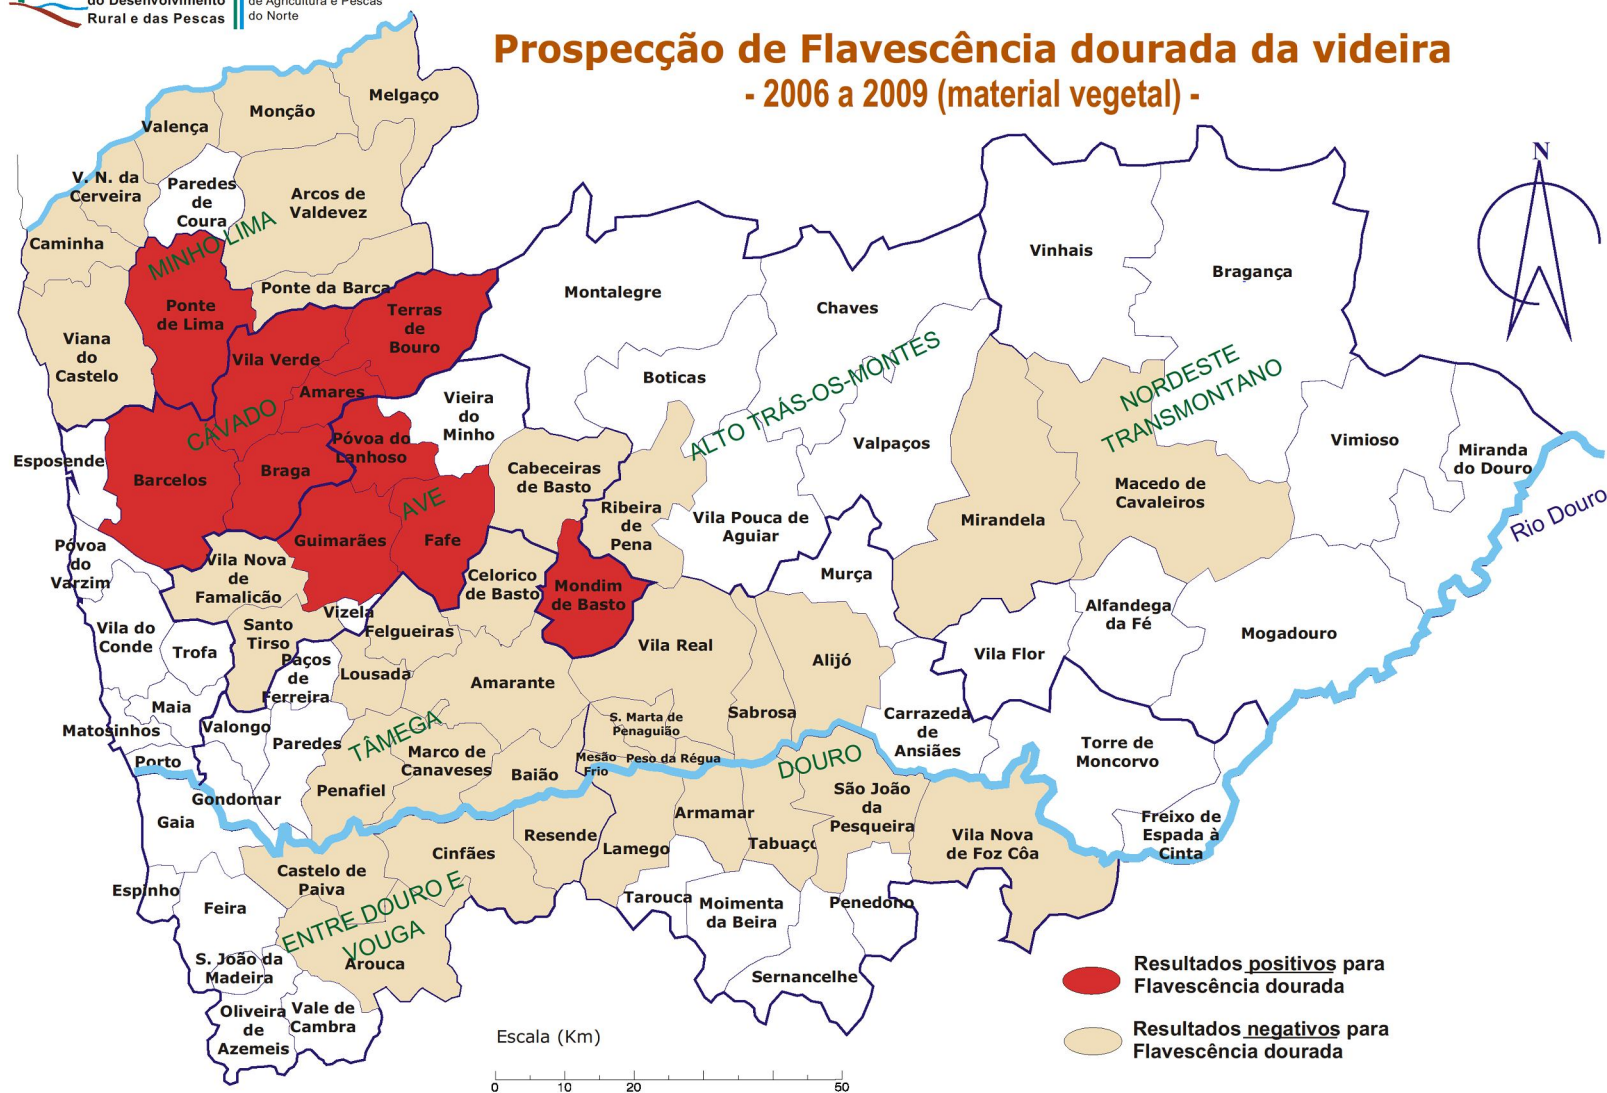 do Desenvolvimento
Rural e das Pescas
de Agricultura e Pescas
do Norte
Prospecção de Flavescência dourada da videira
- 2006 a 2009 (material vegetal) -
N
Melgaço
Monção
Valença
V. N. da
Cerveira
Paredes
de
Coura
Arcos de
Valdevez
Caminha
MINHO LIMA
Ponte da Barca
Ponte
de Lima
Terras
de
Bouro
Viana
do
Castelo
Vila Verde
Amares
CÁVADO
Vieira
do
Minho
Póvoa do
Lanhoso
Esposende
Barcelos
Braga
AVE
Guimarães
Fafe
Cabeceiras
de Basto
Ribeira
de
Pena
Póvoa
do
Varzim
Vila Nova
de
Famalicão
Celorico
de Basto
Mondim
de Basto
Vizela
Felgueiras
Santo
Tirso
Vila do
Conde
Trofa
Paços
de
Ferreira
Lousada
Amarante
Vila Real
Maia
Matosinhos
Valongo
Paredes
TÂMEGA
Marco de
Canaveses
Baião
Penafiel
Porto
Gondomar
Gaia
S. Marta de
Penaguião
Mesão
Frio
Peso da Régua
Sabrosa
Alijó
Montalegre
Chaves
Boticas
ALTO TRÁS-OS-MONTES
Valpaços
Vila Pouca de
Aguiar
Murça
Vinhais
Bragança
NORDESTE
TRANSMONTANO
Vimioso
Miranda
do Douro
Rio Douro
Macedo de
Cavaleiros
Mirandela
Alfandega
da Fé
Mogadouro
Vila Flor
Carrazeda
de
Ansiães
Torre de
Moncorvo
Freixo de
Espada à
Cinta
DOURO
São João
da
Pesqueira
Vila Nova
de Foz Côa
Armamar
Tabuaço
Resende
Lamego
Cinfães
Castelo de
Paiva
Espinho
Feira
ENTRE DOURO E
VOUGA
Arouca
S. João da
Madeira
Oliveira
de
Azemeis
Vale de
Cambra
Tarouca
Moimenta
da Beira
Penedono
Sernancelhe
Resultados positivos para
Flavescência dourada
Resultados negativos para
Flavescência dourada
Escala (Km)
0 10 20 50